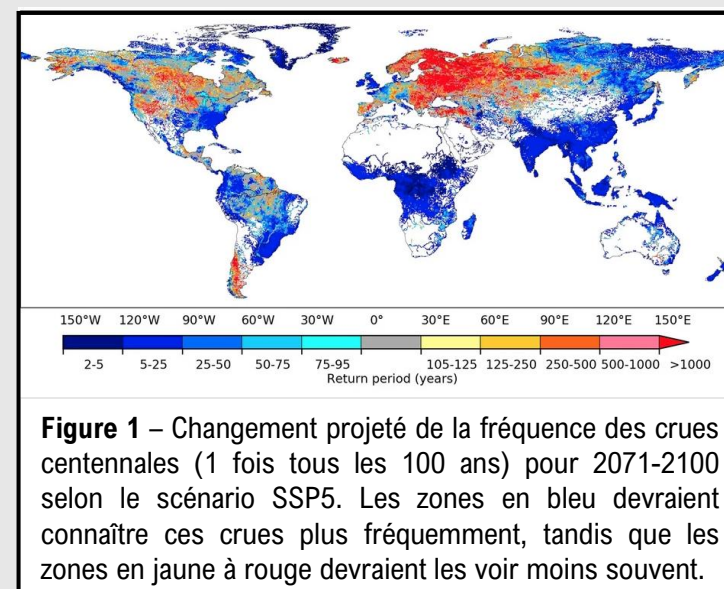 150°W 120°W 90°W 60°W 30°W 0° 30°E 60°E 90°E 120°E 150°E
2-5 5-25 25-50 50-75 75-95 105-125 125-250 250-500 500-1000 >1000
Return period (years)
Figure 1 – Changement projeté de la fréquence des crues
centennales (1 fois tous les 100 ans) pour 2071-2100
selon le scénario SSP5. Les zones en bleu devraient
connaître ces crues plus fréquemment, tandis que les
zones en jaune à rouge devraient les voir moins souvent.